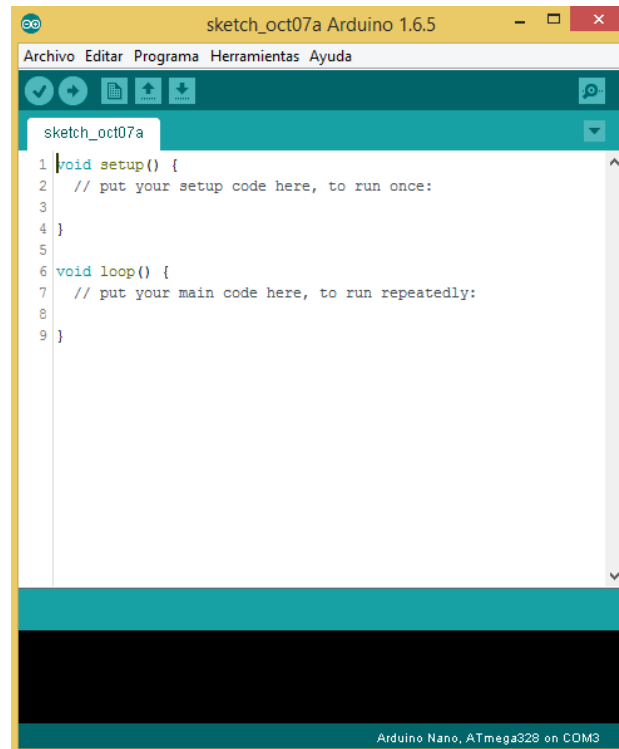 sketch_oct07a Arduino 1.6.5
Archivo Editar Programa Herramientas Ayuda
sketch_oct07a
1 void setup() {
2   // put your setup code here, to run once:
3
4 }
5
6 void loop() {
7   // put your main code here, to run repeatedly:
8
9 }
Arduino Nano, ATmega328 on COM3